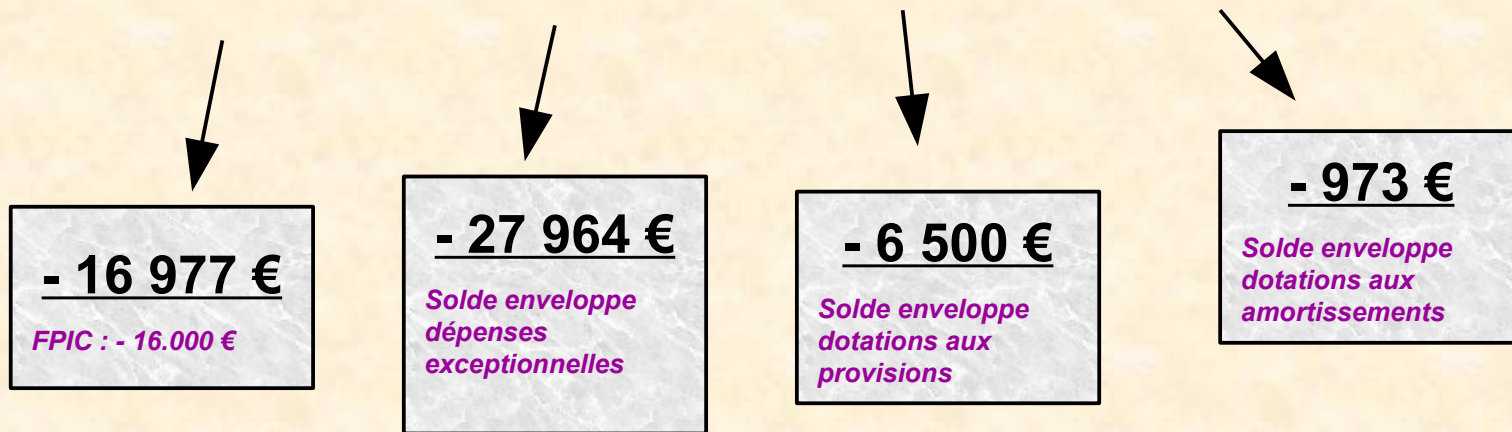 - 16 977 €
FPIC : - 16.000 €
- 27 964 €
Solde enveloppe
dépenses
exceptionnelles
- 6 500 €
Solde enveloppe
dotations aux
provisions
- 973 €
Solde enveloppe
dotations aux
amortissements